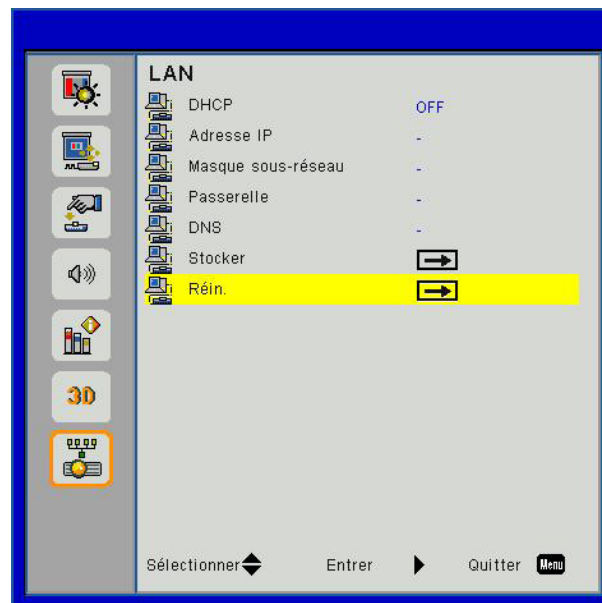 LAN
DHCP OFF
Adresse IP -
Masque sous-réseau -
Passerelle -
DNS -
Stocker
Réin.
3D
Sélectionner Entrer Quitter Menu